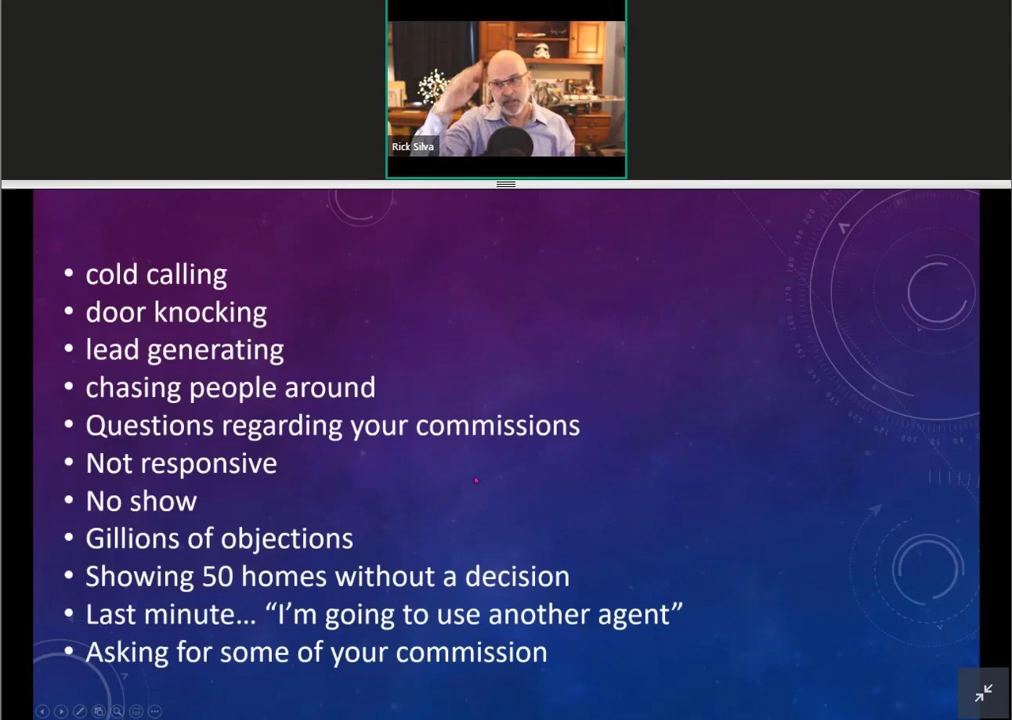 Rick Silva
• cold calling
• door knocking
• lead generating
• chasing people around
• Questions regarding your commissions
• Not responsive
• No show
• Gillions of objections
• Showing 50 homes without a decision
• Last minute… “I’m going to use another agent”
• Asking for some of your commission